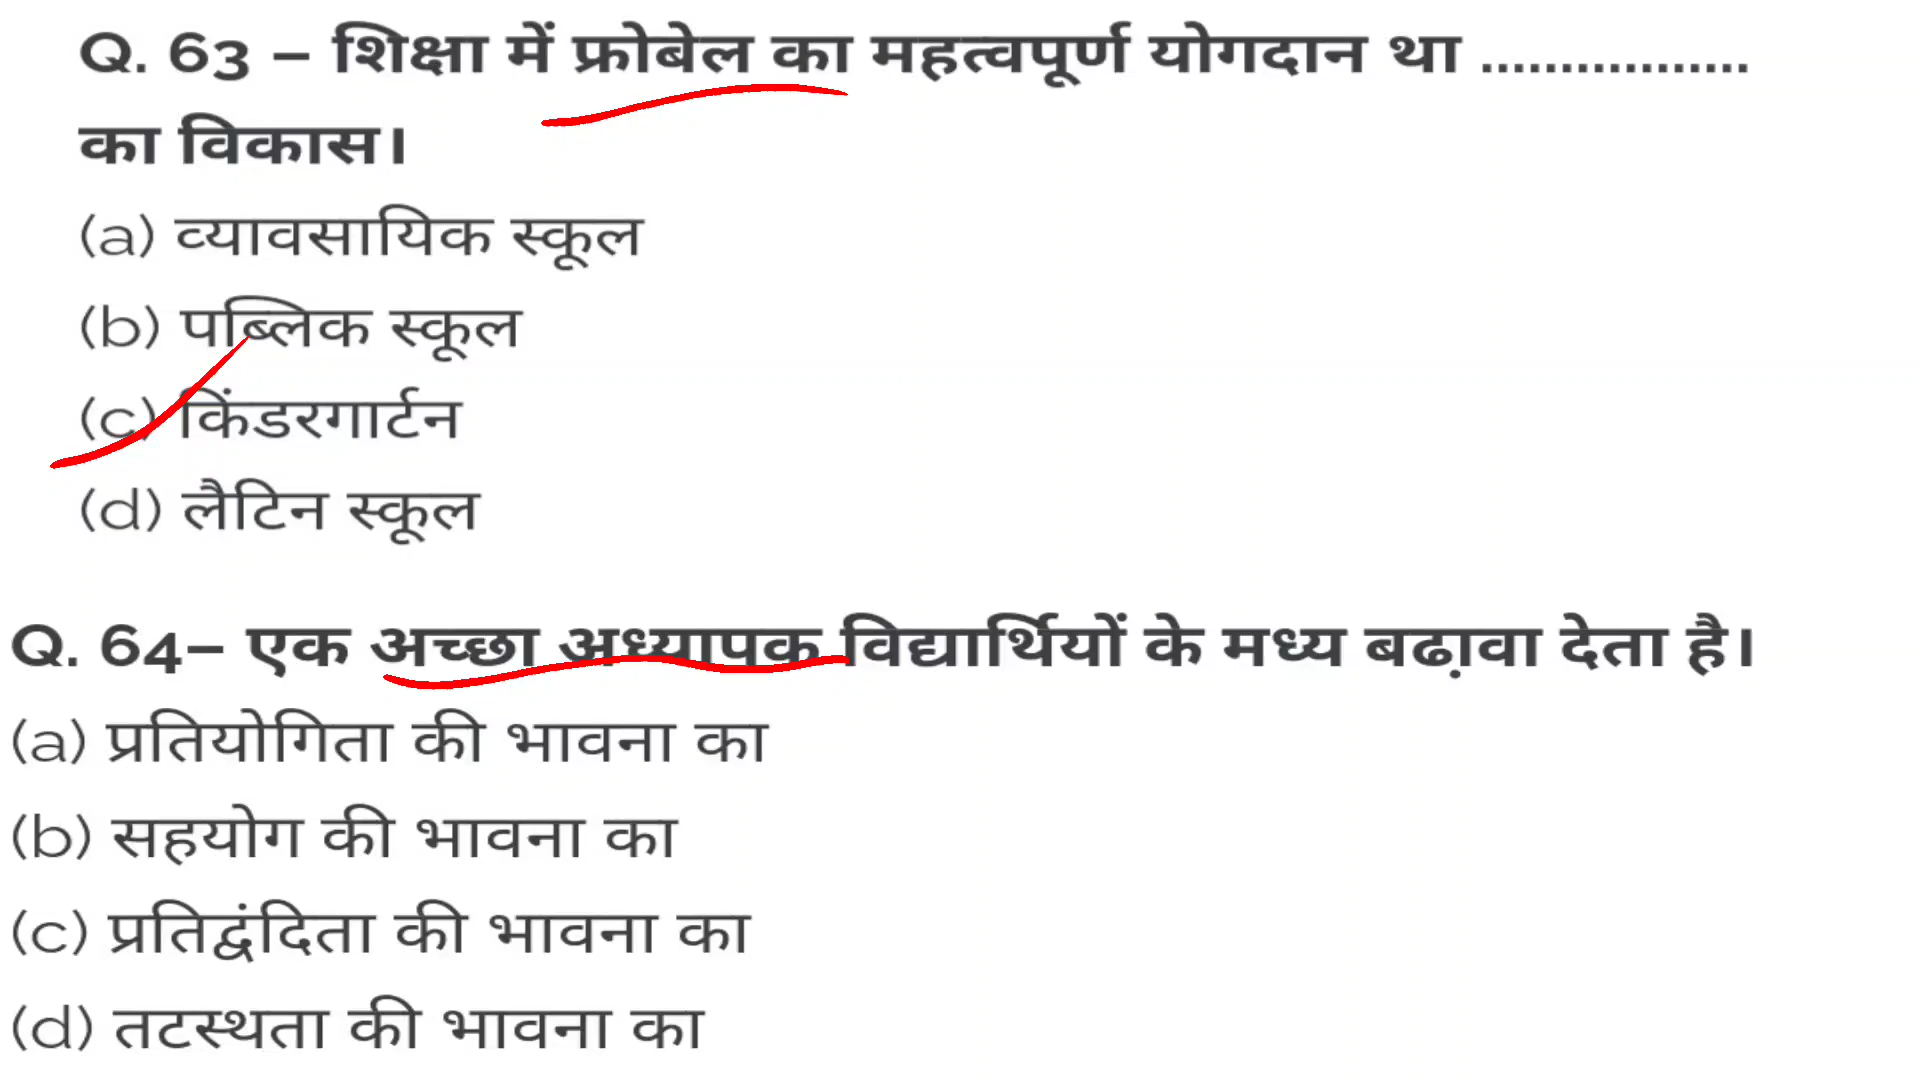 Q. 63 – शिक्षा में फ्रोबेल का महत्वपूर्ण योगदान था .................
का विकास।
(a) व्यावसायिक स्कूल
(b) पब्लिक स्कूल
(c) किंडरगार्टन
(d) लैटिन स्कूल
Q. 64– एक अच्छा अध्यापक विद्यार्थियों के मध्य बढा़वा देता है।
(a) प्रतियोगिता की भावना का
(b) सहयोग की भावना का
(c) प्रतिद्वंदिता की भावना का
(d) तटस्थता की भावना का